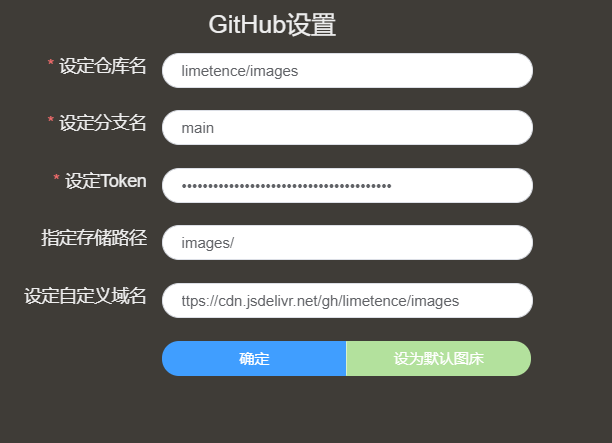 GitHub设置
* 设定仓库名 limetence/images
* 设定分支名 main
* 设定Token ••••••••••••••••••••••••••••••••••••••••
指定存储路径 images/
设定自定义域名 ttps://cdn.jsdelivr.net/gh/limetence/images
确定 设为默认图床